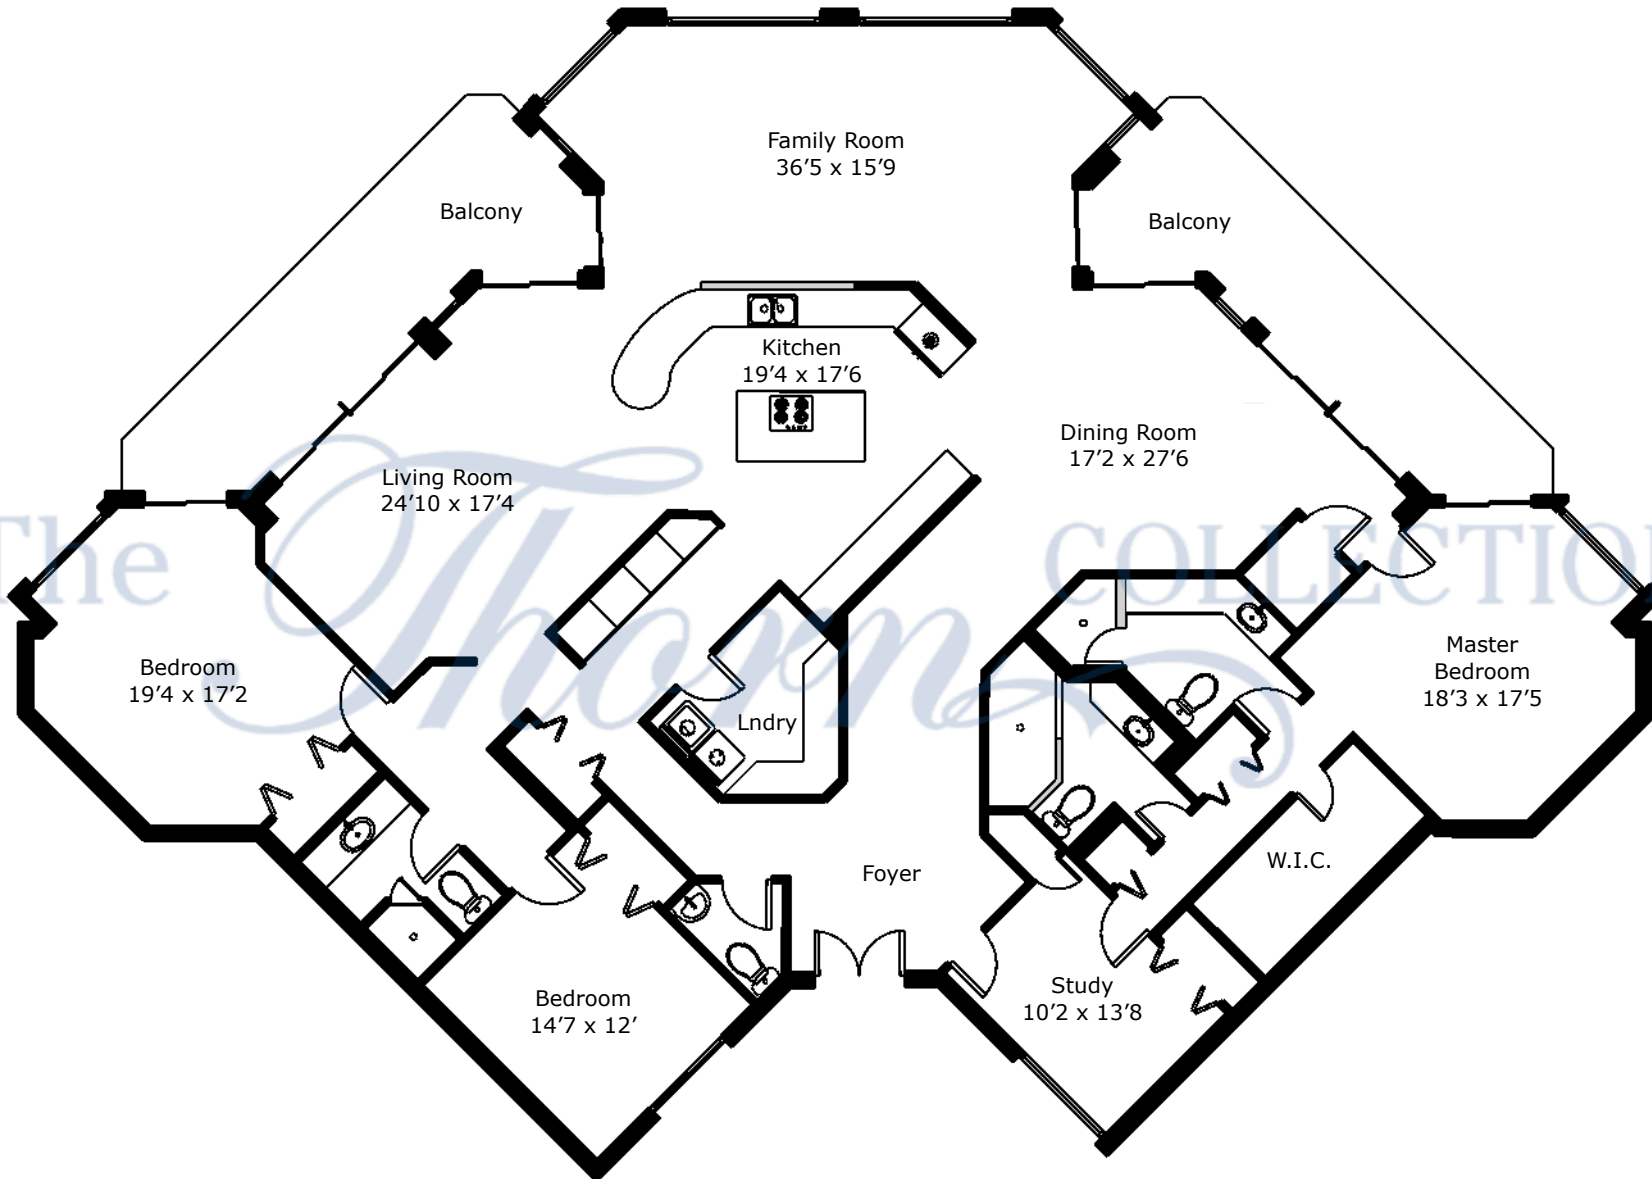 Family Room
36'5 x 15'9
Balcony
Balcony
Kitchen
19'4 x 17'6
Dining Room
17'2 x 27'6
Living Room
24'10 x 17'4
The Thorn COLLECTION
Bedroom
19'4 x 17'2
Master
Bedroom
18'3 x 17'5
Lndry
W.I.C.
Foyer
Study
10'2 x 13'8
Bedroom
14'7 x 12'